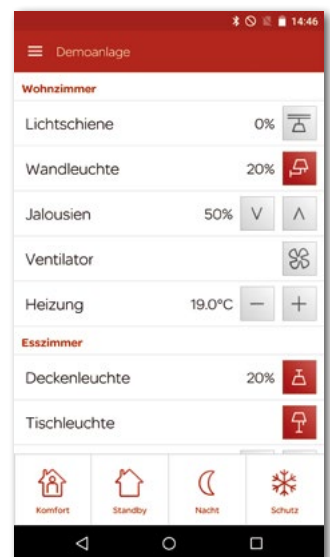 14:46
Demoanlage
Wohnzimmer
Lichtschiene 0%
Wandleuchte 20%
Jalousien 50%
Ventilator
Heizung 19.0°C
Esszimmer
Deckenleuchte 20%
Tischleuchte
Komfort Standby Nacht Schutz